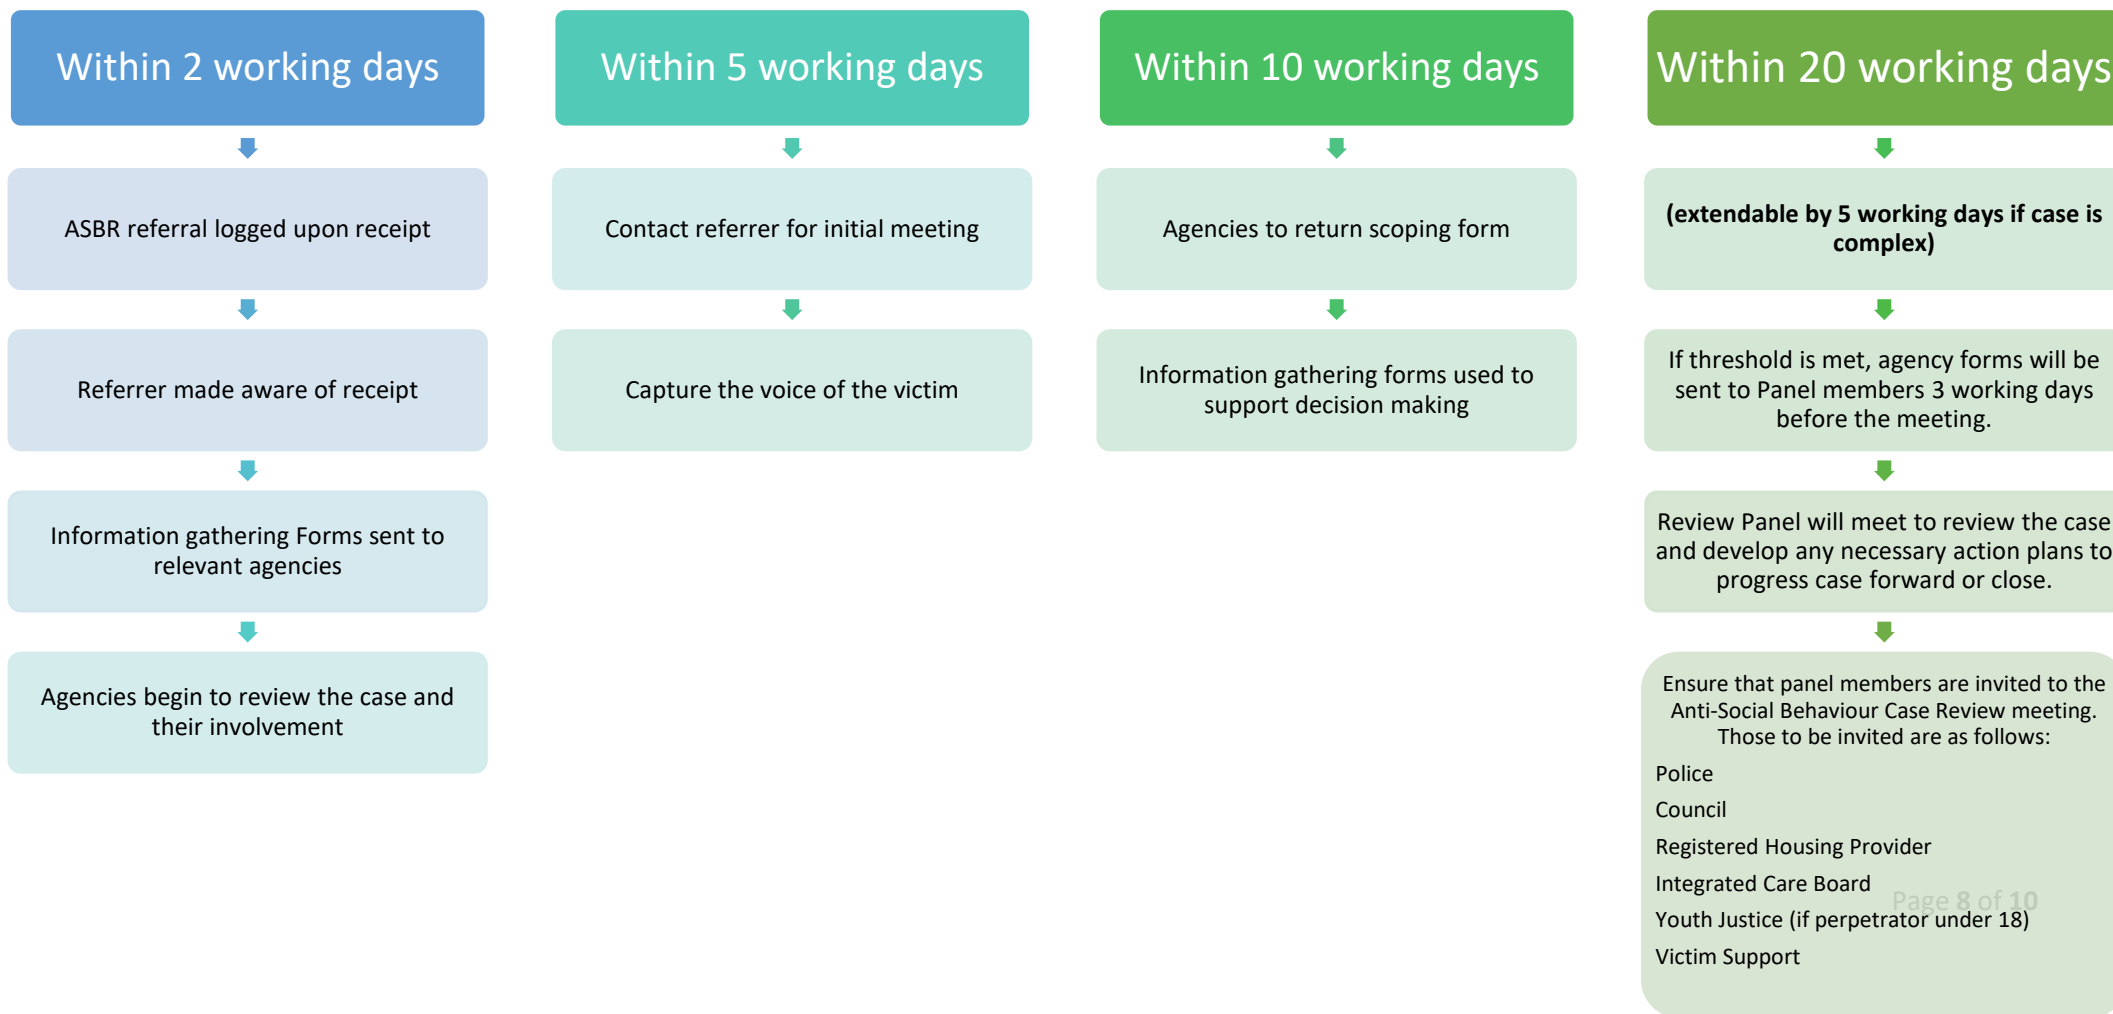 Within 2 working days
ASBR referral logged upon receipt
Referrer made aware of receipt
Information gathering Forms sent to
relevant agencies
Agencies begin to review the case and
their involvement
Within 5 working days
Contact referrer for initial meeting
Capture the voice of the victim
Within 10 working days
Agencies to return scoping form
Information gathering forms used to
support decision making
Within 20 working days
(extendable by 5 working days if case is
complex)
If threshold is met, agency forms will be
sent to Panel members 3 working days
before the meeting.
Review Panel will meet to review the case
and develop any necessary action plans to
progress case forward or close.
Ensure that panel members are invited to the
Anti-Social Behaviour Case Review meeting.
Those to be invited are as follows:
Police
Council
Registered Housing Provider
Integrated Care Board
Youth Justice (if perpetrator under 18)
Victim Support
Page 8 of 10